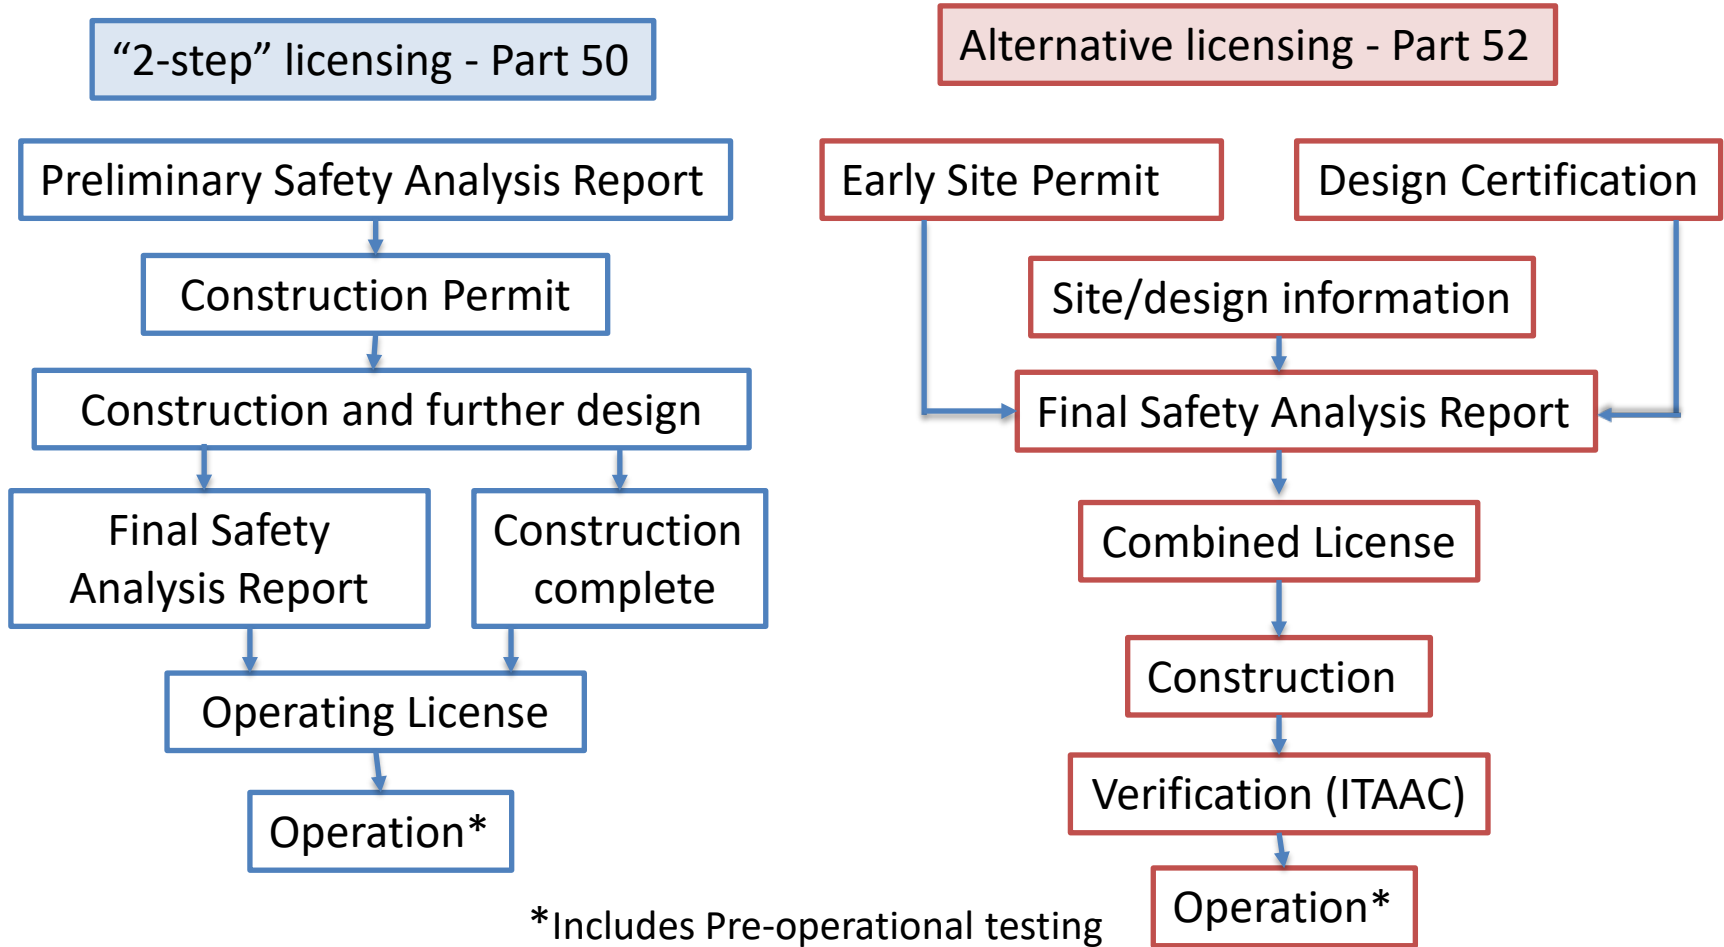 “2-step” licensing - Part 50
Preliminary Safety Analysis Report
Construction Permit
Construction and further design
Final Safety
Analysis Report
Construction
complete
Operating License
Operation*
Alternative licensing - Part 52
Early Site Permit
Design Certification
Site/design information
Final Safety Analysis Report
Combined License
Construction
Verification (ITAAC)
Operation*
*Includes Pre-operational testing